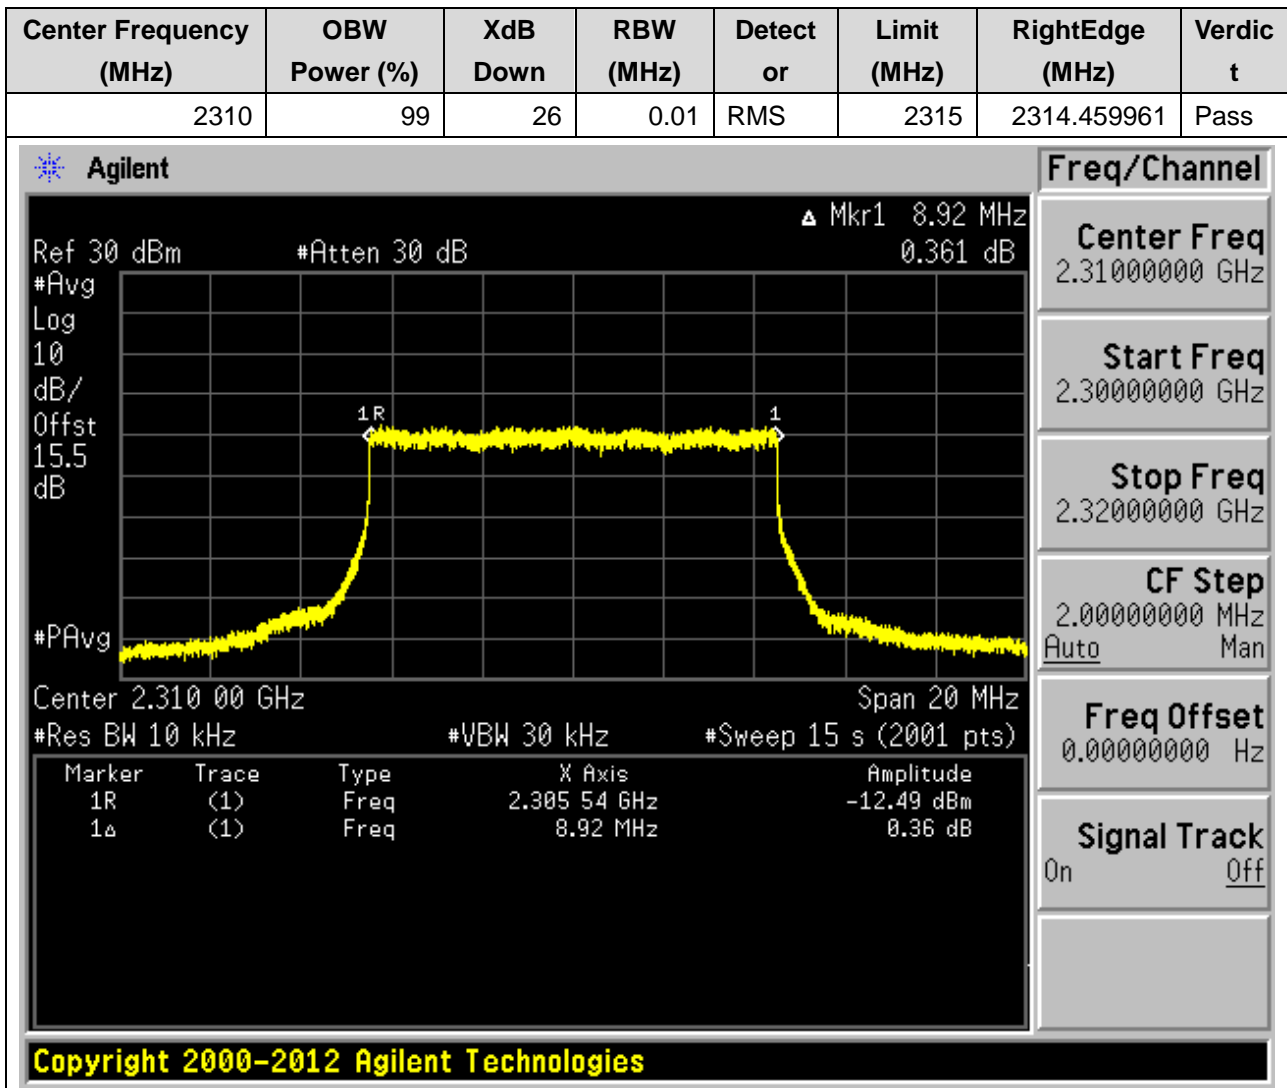 Center Frequency (MHz) OBW Power (%) XdB Down RBW (MHz) Detect or Limit (MHz) RightEdge (MHz) Verdic t
2310 99 26 0.01 RMS 2315 2314.459961 Pass
Agilent
Freq/Channel
Δ Mkr1 8.92 MHz
Ref 30 dBm #Atten 30 dB 0.361 dB
#Avg
Log
10
dB/
Offst
15.5
dB
#PAvg
1R
1
Center 2.310 00 GHz Span 20 MHz
#Res BW 10 kHz #VBW 30 kHz #Sweep 15 s (2001 pts)
Marker Trace Type X Axis Amplitude
1R (1) Freq 2.305 54 GHz -12.49 dBm
1Δ (1) Freq 8.92 MHz 0.36 dB
Center Freq
2.31000000 GHz
Start Freq
2.30000000 GHz
Stop Freq
2.32000000 GHz
CF Step
2.00000000 MHz
Auto Man
Freq Offset
0.00000000 Hz
Signal Track
On Off
Copyright 2000-2012 Agilent Technologies